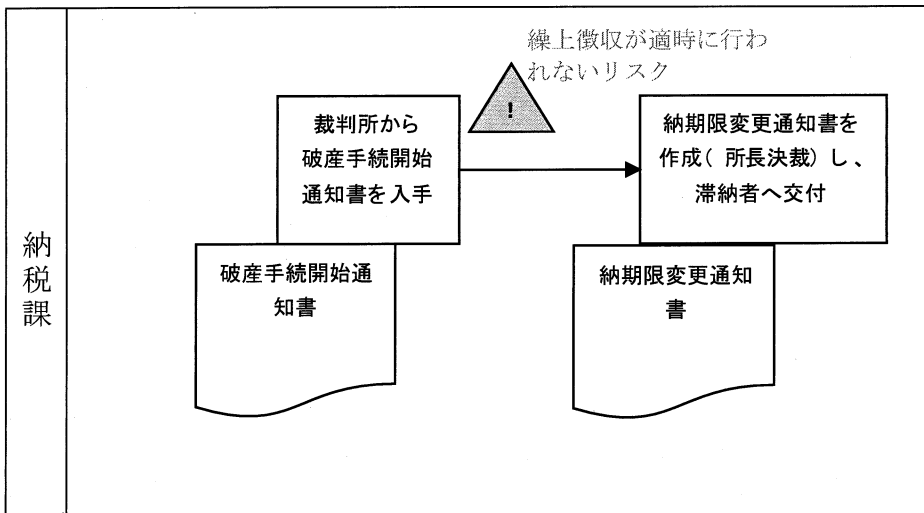 繰上徴収が適時に行わ
れないリスク
!
裁判所から
破産手続開始
通知書を入手
納期限変更通知書を
作成( 所長決裁) し、
滞納者へ交付
納税課
破産手続開始通
知書
納期限変更通知
書